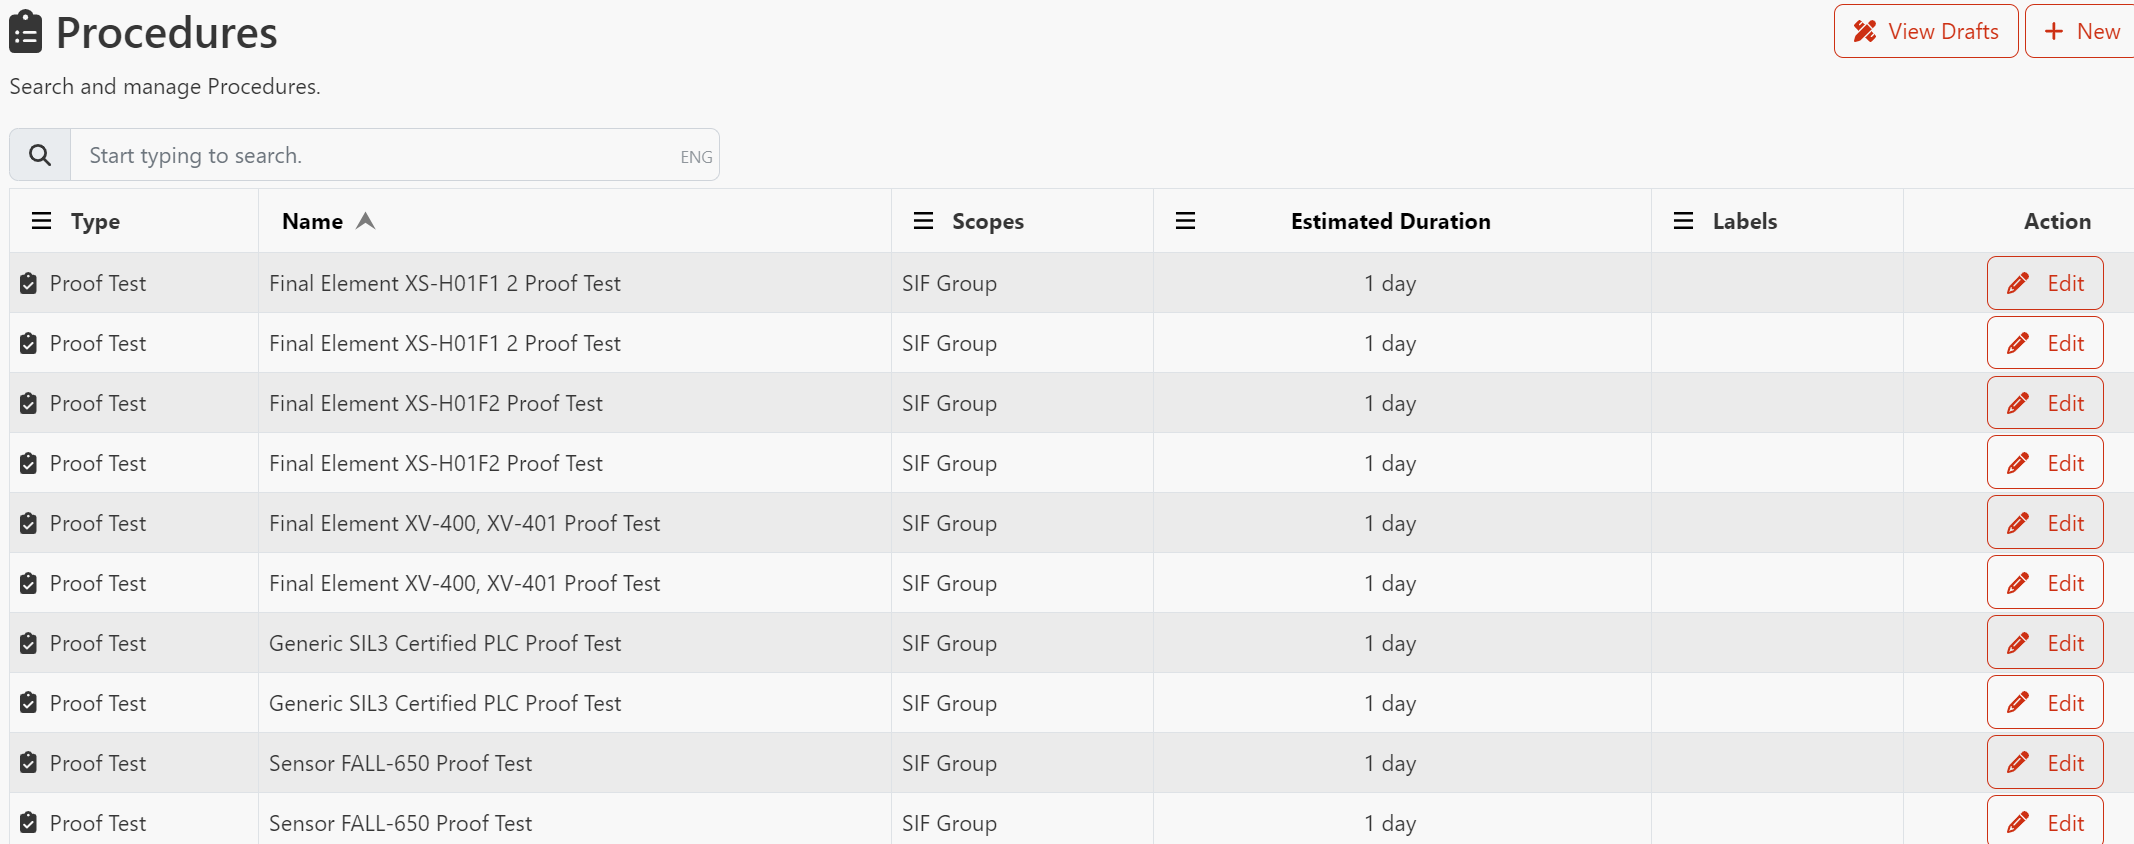 Procedures
View Drafts
New
Search and manage Procedures.
Start typing to search.
ENG
Type Name Scopes Estimated Duration Labels Action
Proof Test Final Element XS-H01F1 2 Proof Test SIF Group 1 day Edit
Proof Test Final Element XS-H01F1 2 Proof Test SIF Group 1 day Edit
Proof Test Final Element XS-H01F2 Proof Test SIF Group 1 day Edit
Proof Test Final Element XS-H01F2 Proof Test SIF Group 1 day Edit
Proof Test Final Element XV-400, XV-401 Proof Test SIF Group 1 day Edit
Proof Test Final Element XV-400, XV-401 Proof Test SIF Group 1 day Edit
Proof Test Generic SIL3 Certified PLC Proof Test SIF Group 1 day Edit
Proof Test Generic SIL3 Certified PLC Proof Test SIF Group 1 day Edit
Proof Test Sensor FALL-650 Proof Test SIF Group 1 day Edit
Proof Test Sensor FALL-650 Proof Test SIF Group 1 day Edit